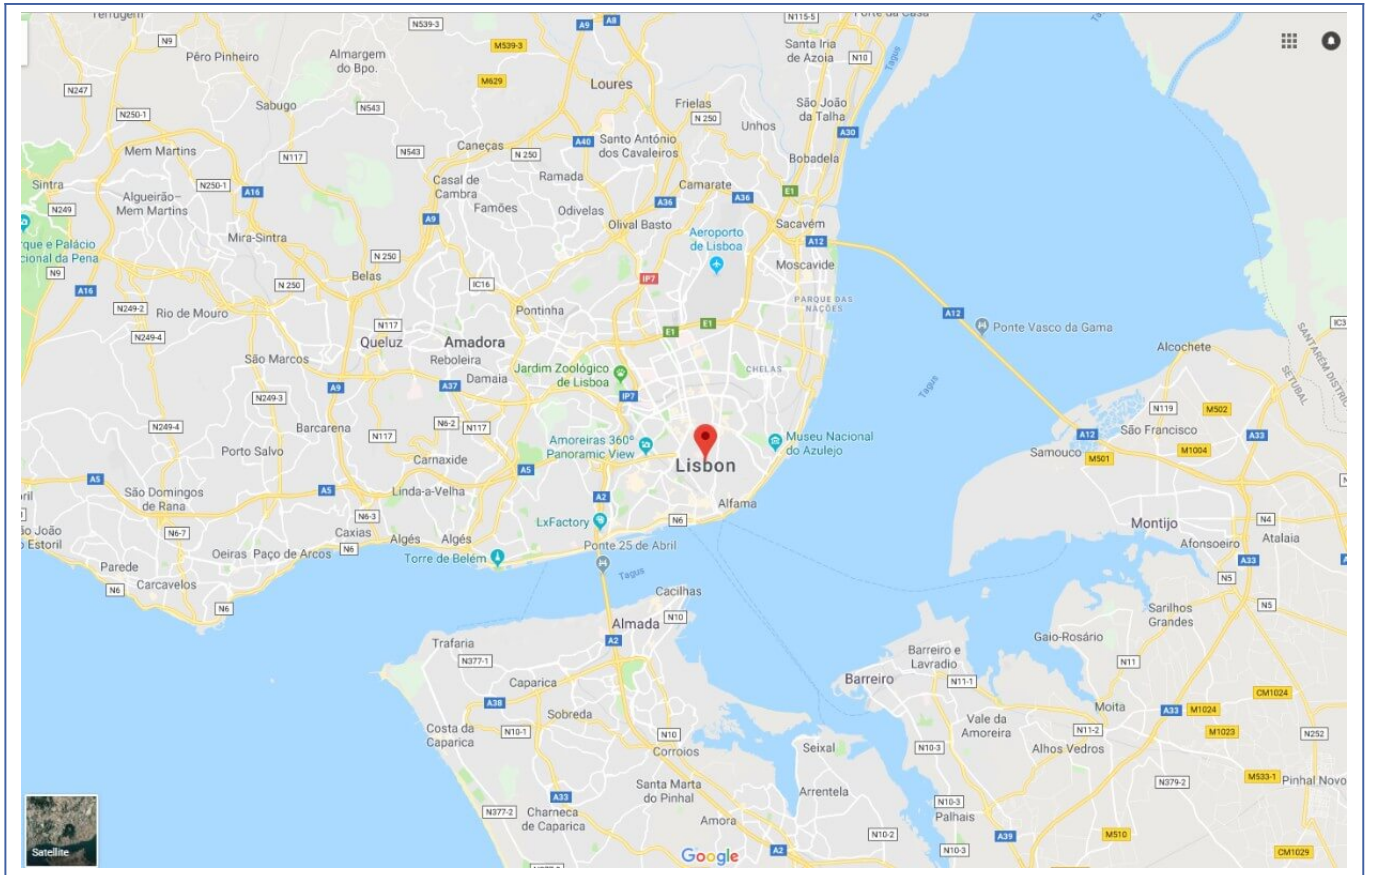 N539-3
A9
A8
N115-5
N9
Pêro Pinheiro
Almargem
do Bpo.
M539-3
Santa Iria
de Azoia
N10
Tagus
N247
M629
Loures
N250-1
Sabugo
N543
Frielas
N 250
São João
da Talha
Unhos
A30
Mem Martins
N117
N543
Caneças
N 250
A40
Santo António
dos Cavaleiros
Bobadela
Sintra
N250-1
A16
Casal de
Cambra
Ramada
Camarate
E1
Algueirão–
Mem Martins
N249
A9
Famões
Odivelas
A36
A36
Olival Basto
Sacavém
Mira-Sintra
Aeroporto
de Lisboa
A12
rque e Palácio
cional da Pena
N 250
Moscavide
N9
Belas
IP7
A16
N 250
IC16
PARQUE DAS
NAÇÕES
N249-2
Rio de Mouro
Pontinha
A12
N117
E1
E1
Ponte Vasco da Gama
IC3
N249-4
Queluz
Amadora
Alcochete
SANTARÉM DISTRIC
SETUBAL
São Marcos
Reboleira
Jardim Zoológico
de Lisboa
CHELAS
Damaia
A9
A37
Tagus
N249-3
IP7
N119
M502
N249-4
Barcarena
N6-2
N117
N117
Amoreiras 360º
Panoramic View
Museu Nacional
do Azulejo
A12
São Francisco
A33
Porto Salvo
Carnaxide
Lisbon
Samouco
M501
M1004
A5
A5
São Domingos
de Rana
A5
Linda-a-Velha
A2
Alfama
N6-3
LxFactory
N6
Montijo
N4
io João
o Estoril
N6-7
Caxias
Algés
Algés
Atalaia
Oeiras
Paço de Arcos
N6
Torre de Belém
Ponte 25 de Abril
Afonsoeiro
A33
Parede
Tagus
N5
Carcavelos
N6
N6
Cacilhas
Sarilhos
Grandes
N5
Almada
N10
Trafaria
A2
Gaio-Rosário
N377-1
Barreiro e
Lavradio
N11
Caparica
Barreiro
N11-1
CM1024
A38
Moita
A33
M1024
Sobreda
Costa da
Caparica
N10-1
N10
Vale da
Amoreira
N11-2
M1023
N252
Corroios
Seixal
N10-3
Alhos Vedros
Santa Marta
do Pinhal
Arrentela
N379-2
M533-1
Pinhal Novo
A33
N10-3
N377-2
Charneca
de Caparica
Amora
Palhais
N10-2
A39
M510
Satellite
Google
A2
N10-3
CM1029